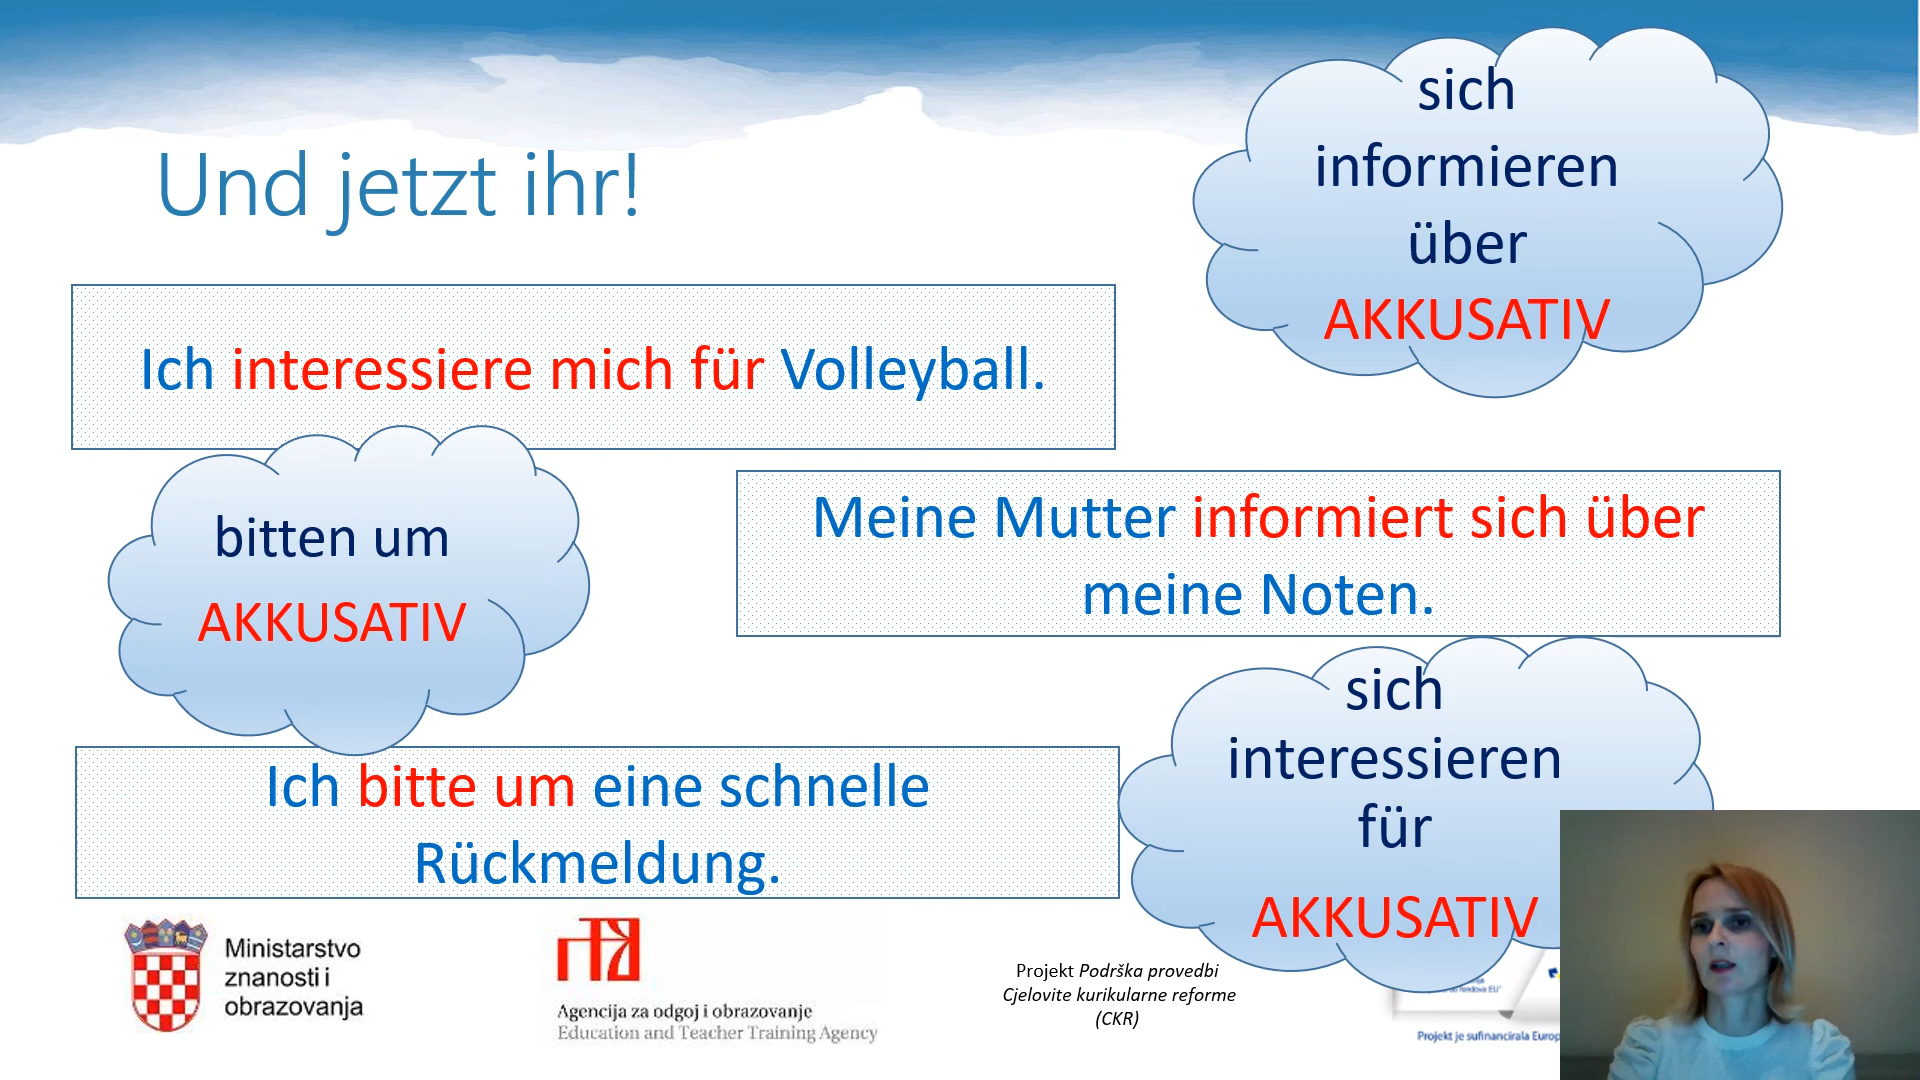 Und jetzt ihr!
sich
informieren
über
AKKUSATIV
Ich interessiere mich für Volleyball.
bitten um
AKKUSATIV
Meine Mutter informiert sich über
meine Noten.
Ich bitte um eine schnelle
Rückmeldung.
sich
interessieren
für
AKKUSATIV
Ministarstvo
znanosti i
obrazovanja
Agencija za odgoj i obrazovanje
Education and Teacher Training Agency
Projekt Podrška provedbi
Cjelovite kurikularne reforme
(CKR)
fondova EU"
Projekt je sufinancirala Europ